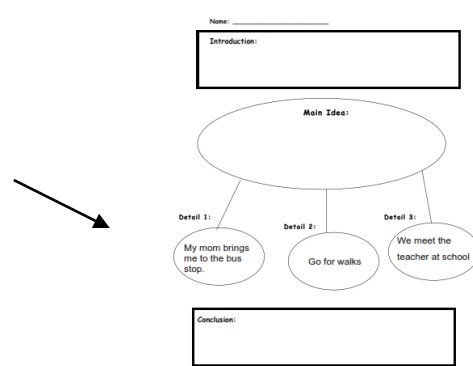 Name: ____________________
Introduction:
Main Idea:
Detail 1:
My mom brings
me to the bus
stop.
Detail 2:
Go for walks
Detail 3:
We meet the
teacher at school
Conclusion: